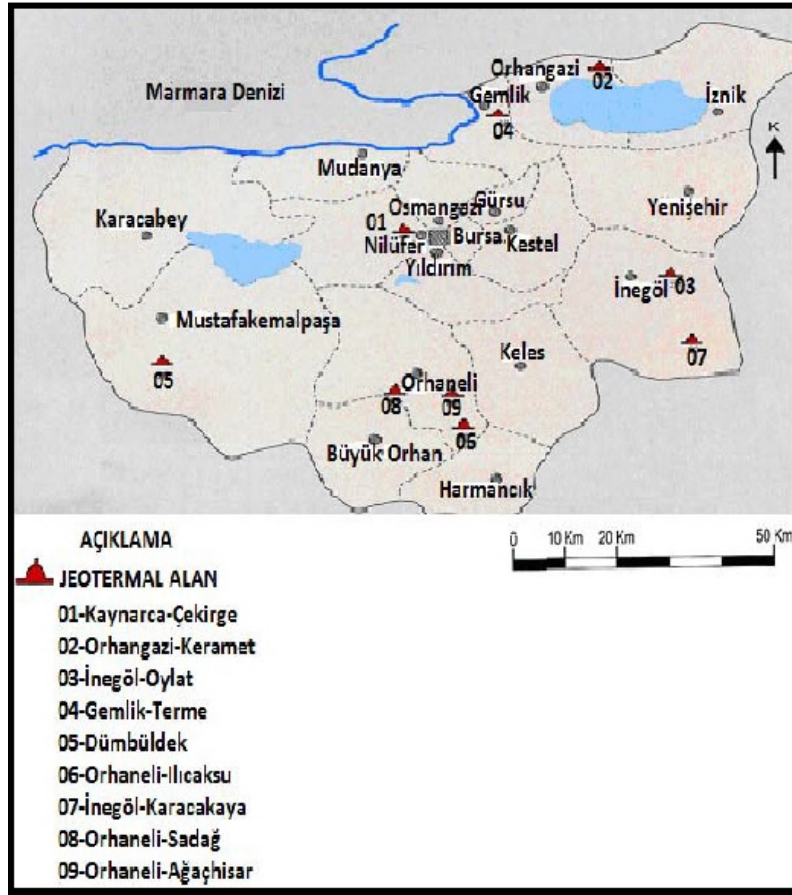 Orhangazi
02
Marmara Denizi
Gemlik
İznik
04
K
Mudanya
Gürsu
Yenişehir
Osmangazi
Karacabey
01
Nilüfer
Bursa
Kestel
Yıldırım
İnegöl
03
Mustafakemalpaşa
07
Keles
05
Orhaneli
08
09
06
Büyük Orhan
Harmancık
AÇIKLAMA
0 10 Km 20 Km 50 Km
JEOTERMAL ALAN
01-Kaynarca-Çekirge
02-Orhangazi-Keramet
03-İnegöl-Oylat
04-Gemlik-Terme
05-Dümbüldek
06-Orhaneli-Ilıcaksu
07-İnegöl-Karacakaya
08-Orhaneli-Sadağ
09-Orhaneli-Ağaçhisar